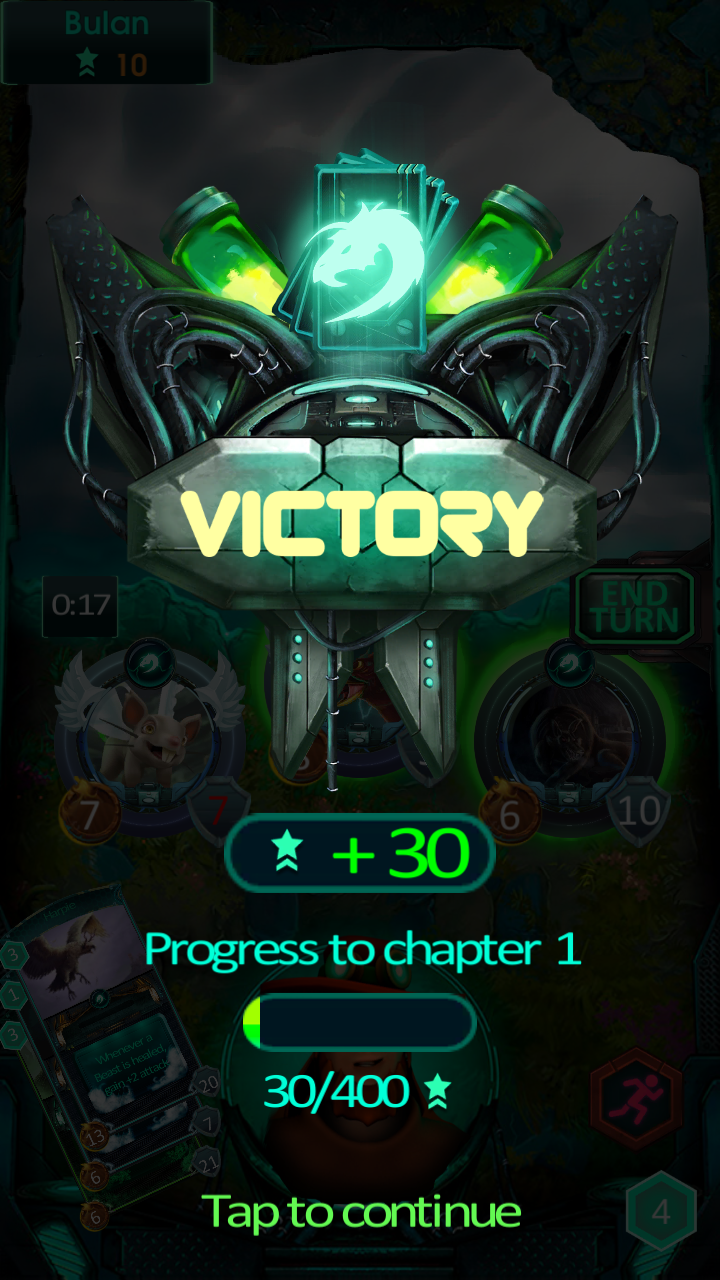 Bulan
10
VICTORY
0:17
END
TURN
7
7
6
10
+ 30
Progress to chapter 1
30/400
3
1
3
Whenever a
Beast is healed,
gain +2 attack
20
13
7
6
21
6
Tap to continue
4